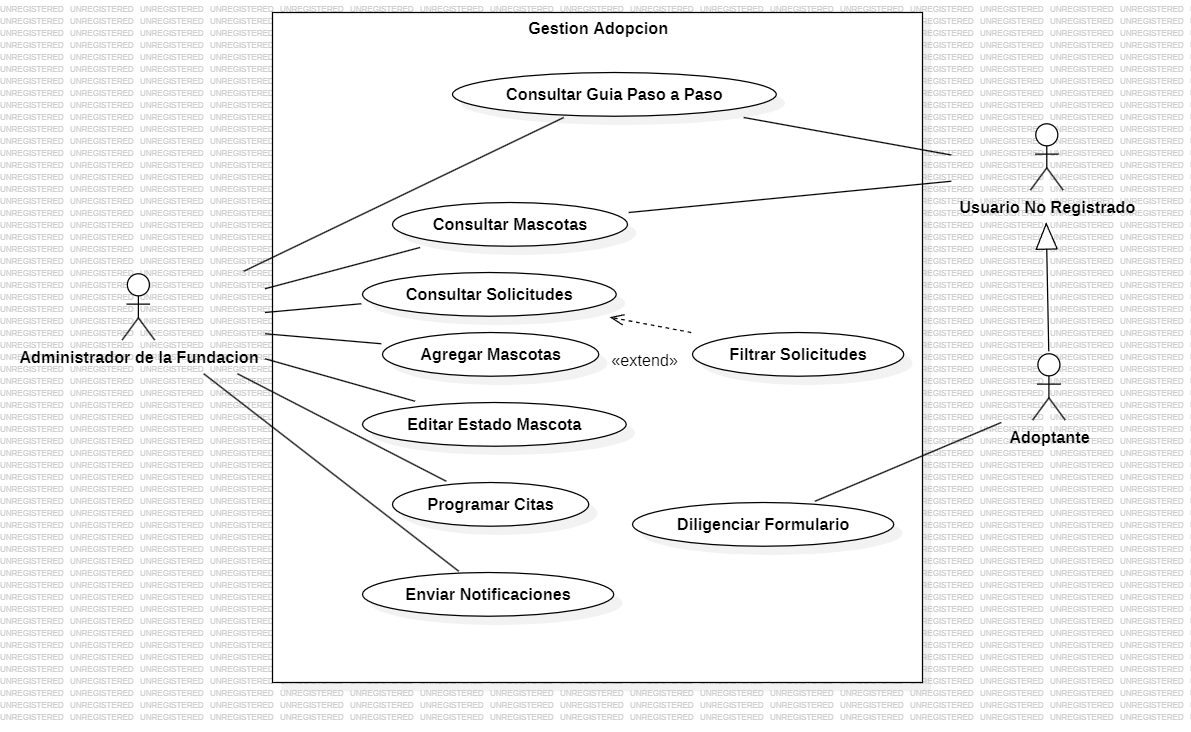 Gestion Adopcion
Consultar Guia Paso a Paso
Usuario No Registrado
Consultar Mascotas
Consultar Solicitudes
Administrador de la Fundacion
Agregar Mascotas
«extend»
Filtrar Solicitudes
Editar Estado Mascota
Adoptante
Programar Citas
Diligenciar Formulario
Enviar Notificaciones
UNREGISTERED